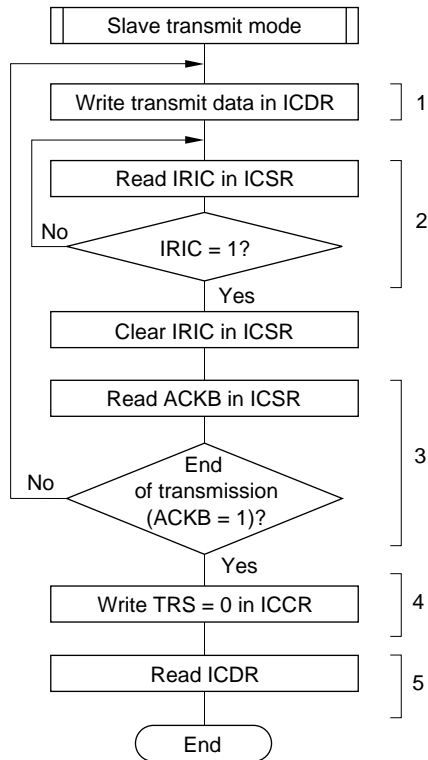 Slave transmit mode
Write transmit data in ICDR
1
Read IRIC in ICSR
2
No
IRIC = 1?
Yes
Clear IRIC in ICSR
Read ACKB in ICSR
3
End
of transmission
(ACKB = 1)?
No
Yes
Write TRS = 0 in ICCR
4
Read ICDR
5
End